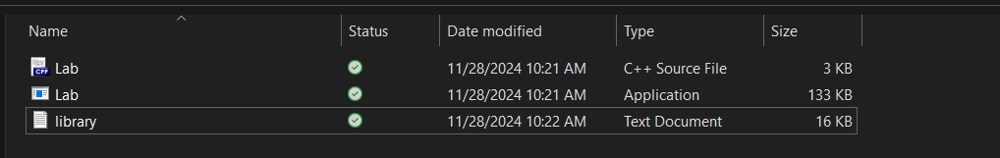 Name Status Date modified Type Size
CPP Lab 11/28/2024 10:21 AM C++ Source File 3 KB
Lab 11/28/2024 10:21 AM Application 133 KB
library 11/28/2024 10:22 AM Text Document 16 KB